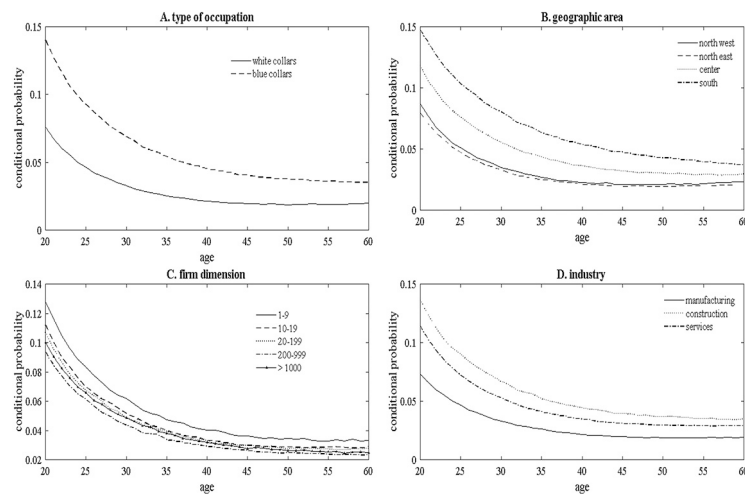 A. type of occupation
0.15
0.1
0.05
0
conditional probability
white collars
blue collars
20 25 30 35 40 45 50 55 60
age
B. geographic area
0.15
0.1
0.05
0
conditional probability
north west
north east
center
south
20 25 30 35 40 45 50 55 60
age
C. firm dimension
0.14
0.12
0.1
0.08
0.06
0.04
0.02
conditional probability
1-9
10-19
20-199
200-999
> 1000
20 25 30 35 40 45 50 55 60
age
D. industry
0.15
0.1
0.05
0
conditional probability
manufacturing
construction
services
20 25 30 35 40 45 50 55 60
age